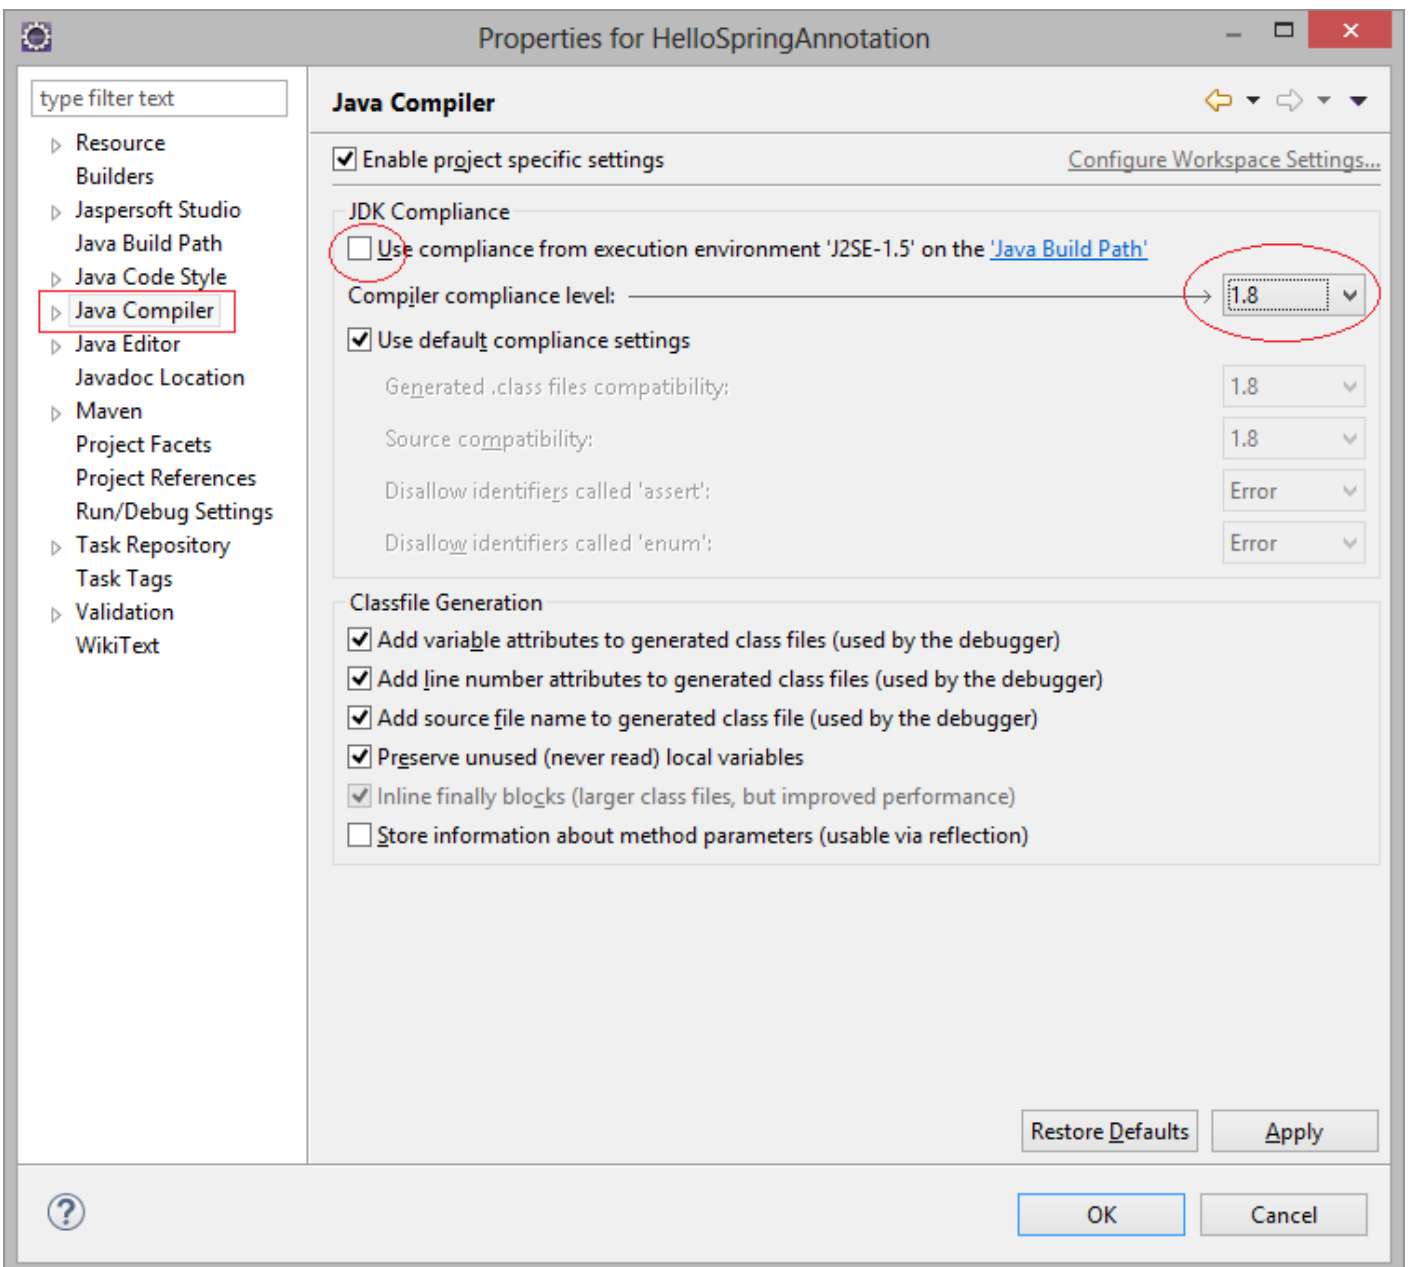 Properties for HelloSpringAnnotation
type filter text
Resource
Builders
Jaspersoft Studio
Java Build Path
Java Code Style
Java Compiler
Java Editor
Javadoc Location
Maven
Project Facets
Project References
Run/Debug Settings
Task Repository
Task Tags
Validation
WikiText
Java Compiler
Enable project specific settings
Configure Workspace Settings...
JDK Compliance
Use compliance from execution environment 'J2SE-1.5' on the 'Java Build Path'
Compiler compliance level: 1.8
Use default compliance settings
Generated .class files compatibility: 1.8
Source compatibility: 1.8
Disallow identifiers called 'assert': Error
Disallow identifiers called 'enum': Error
Classfile Generation
Add variable attributes to generated class files (used by the debugger)
Add line number attributes to generated class files (used by the debugger)
Add source file name to generated class file (used by the debugger)
Preserve unused (never read) local variables
Inline finally blocks (larger class files, but improved performance)
Store information about method parameters (usable via reflection)
Restore Defaults Apply
? OK Cancel